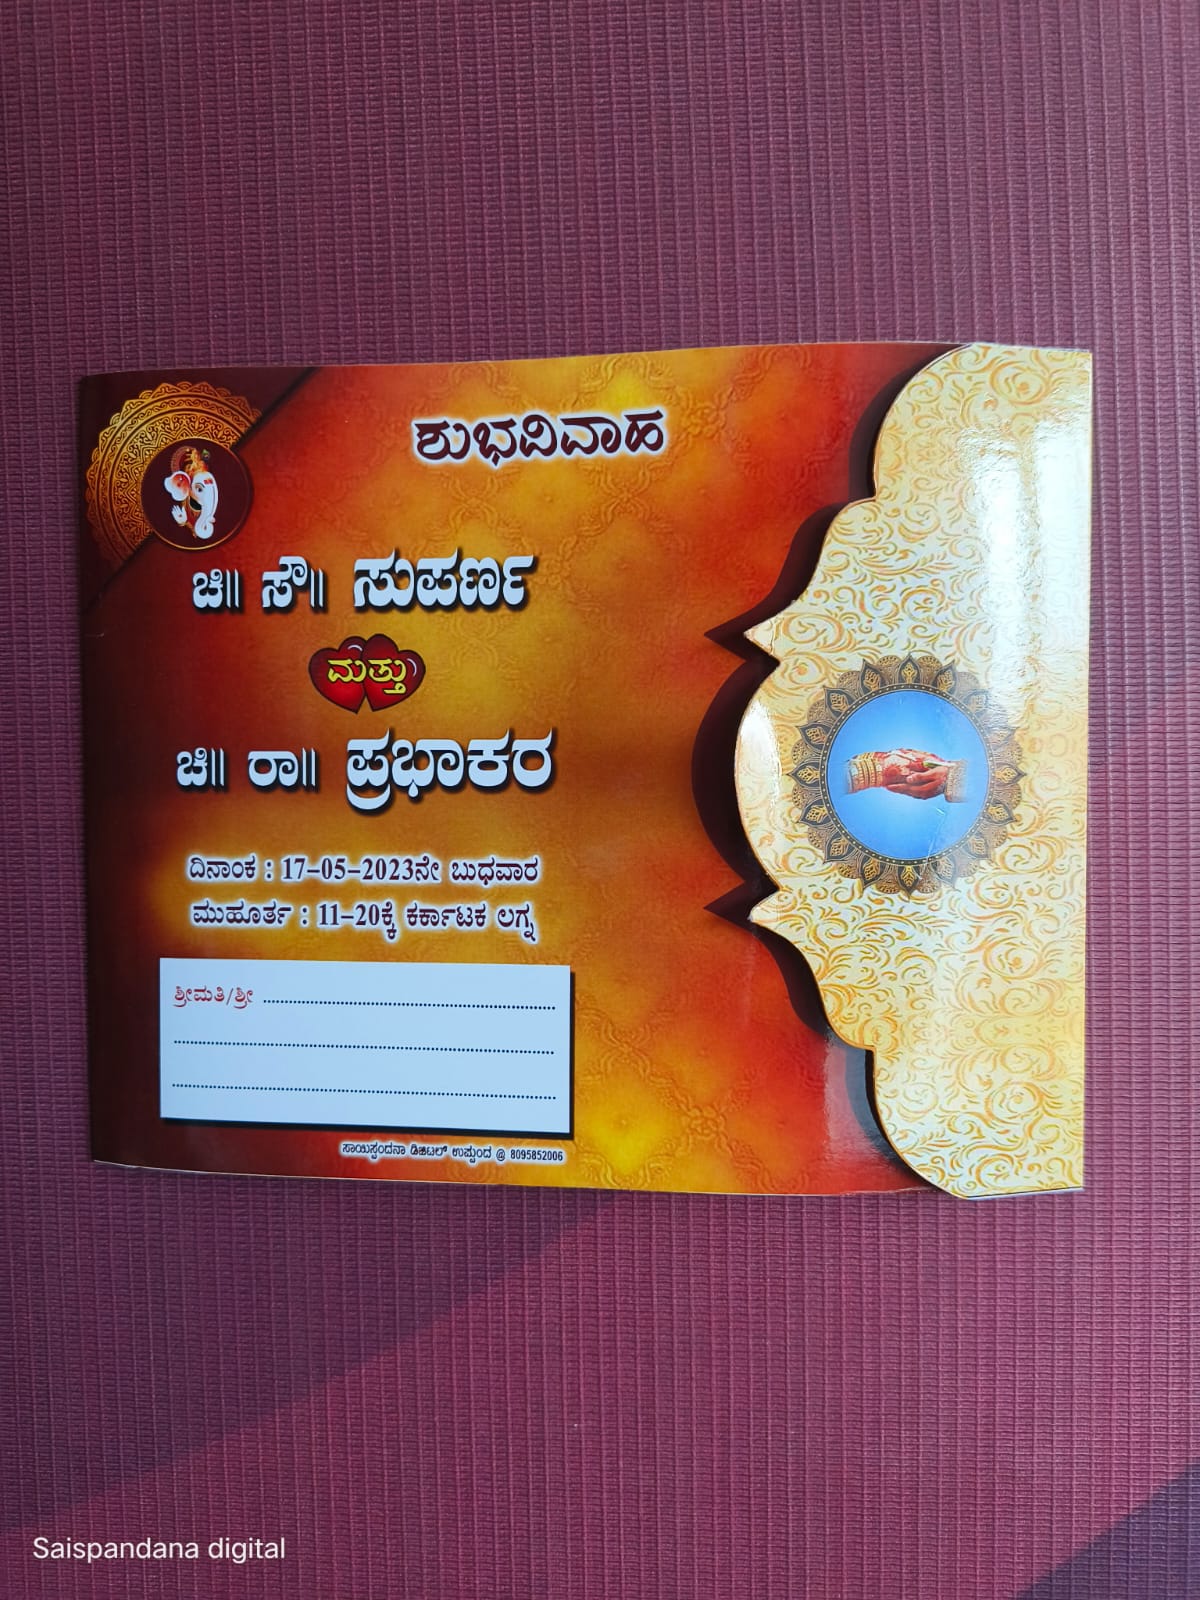 ಶುಭವಿವಾಹ
ಚಿ|| ಸೌ|| ಸುಪರ್ಣ
ಮತ್ತು
ಚಿ|| ರಾ|| ಪ್ರಭಾಕರ
ದಿನಾಂಕ : 17-05-2023ನೇ ಬುಧವಾರ
ಮುಹೂರ್ತ : 11-20ಕ್ಕೆ ಕರ್ಕಾಟಕ ಲಗ್ನ
ಶ್ರೀಮತಿ/ಶ್ರೀ
ಸಾಯಿಸ್ಪಂದನಾ ಡಿಜಿಟಲ್ ಉಪ್ಪುಂದ @ 8095852006
Saispandana digital